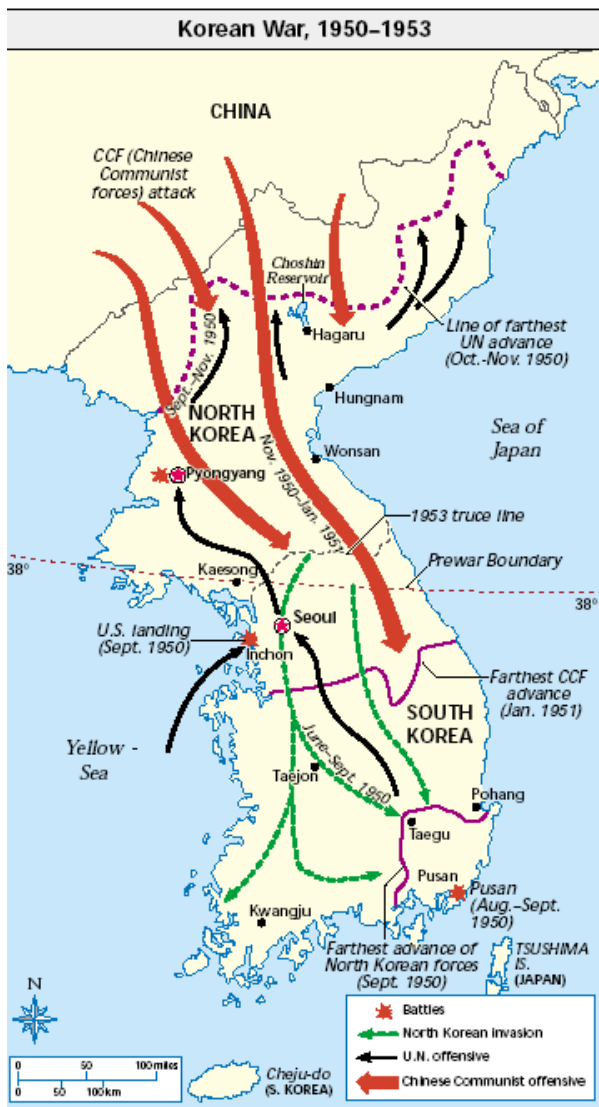 Korean War, 1950–1953
CHINA
CCF (Chinese
Communist
forces) attack
Choshin
Reservoir
Hagaru
Line of farthest
UN advance
(Oct.-Nov. 1950)
Sept.–Nov. 1950
NORTH
KOREA
Hungnam
Sea of
Japan
Wonsan
Pyongyang
Nov. 1950–Jan. 1951
1953 truce line
Prewar Boundary
38°
Kaesong
38°
Seoul
U.S. landing
(Sept. 1950)
Inchon
Farthest CCF
advance
(Jan. 1951)
SOUTH
KOREA
Yellow -
Sea
June–Sept. 1950
Taejon
Pohang
Taegu
Pusan
Pusan
(Aug.–Sept.
1950)
Kwangju
Farthest advance of
North Korean forces
(Sept. 1950)
TSUSHIMA
IS.
(JAPAN)
N
Battles
North Korean invasion
U.N. offensive
Chinese Communist offensive
0 50 100 miles
0 50 100 km
Cheju-do
(S. KOREA)